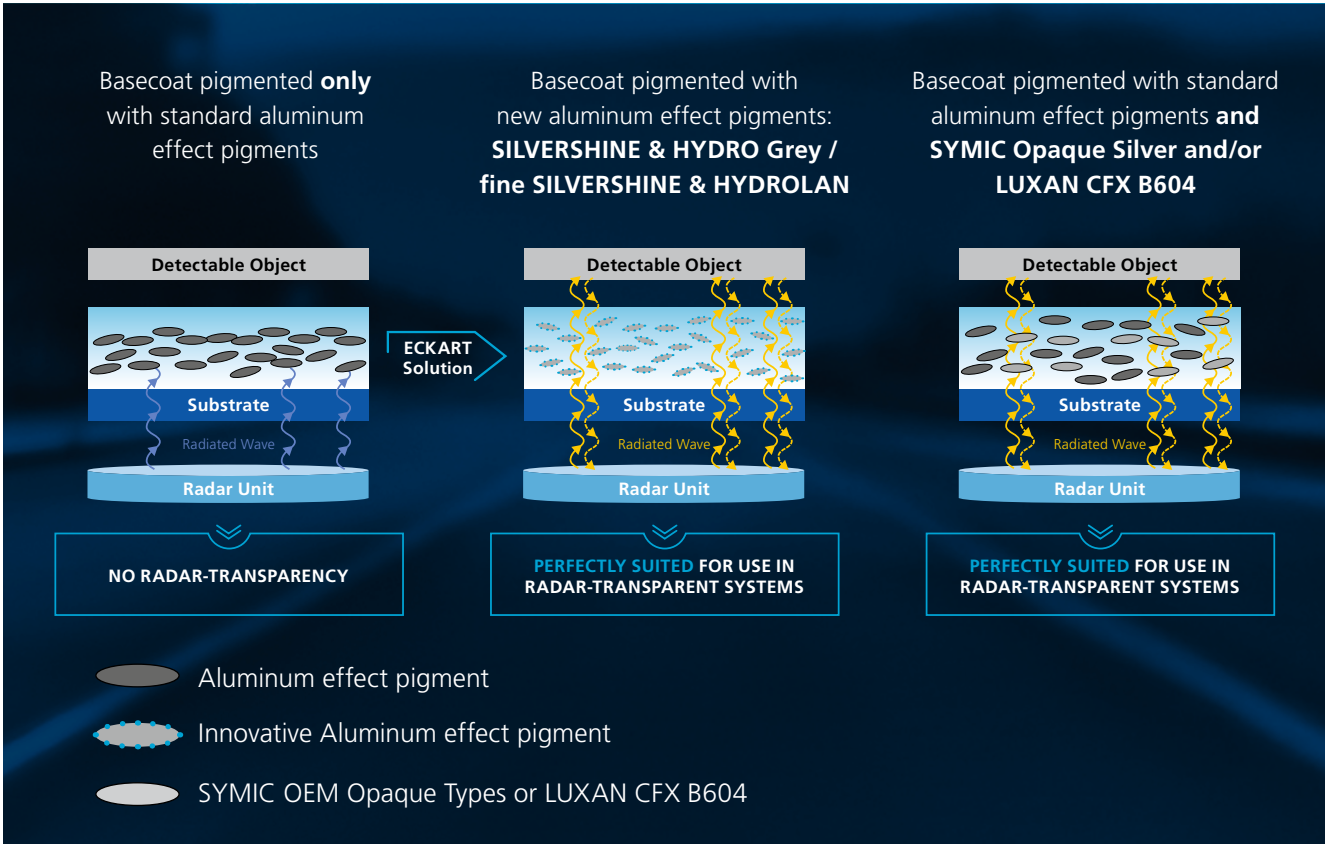 Basecoat pigmented only
with standard aluminum
effect pigments
Basecoat pigmented with
new aluminum effect pigments:
SILVERSHINE & HYDRO Grey /
fine SILVERSHINE & HYDROLAN
Basecoat pigmented with standard
aluminum effect pigments and
SYMIC Opaque Silver and/or
LUXAN CFX B604
Detectable Object
Substrate
Radiated Wave
Radar Unit
ECKART
Solution
Detectable Object
Substrate
Radiated Wave
Radar Unit
Detectable Object
Substrate
Radiated Wave
Radar Unit
NO RADAR-TRANSPARENCY
PERFECTLY SUITED FOR USE IN
RADAR-TRANSPARENT SYSTEMS
PERFECTLY SUITED FOR USE IN
RADAR-TRANSPARENT SYSTEMS
Aluminum effect pigment
Innovative Aluminum effect pigment
SYMIC OEM Opaque Types or LUXAN CFX B604